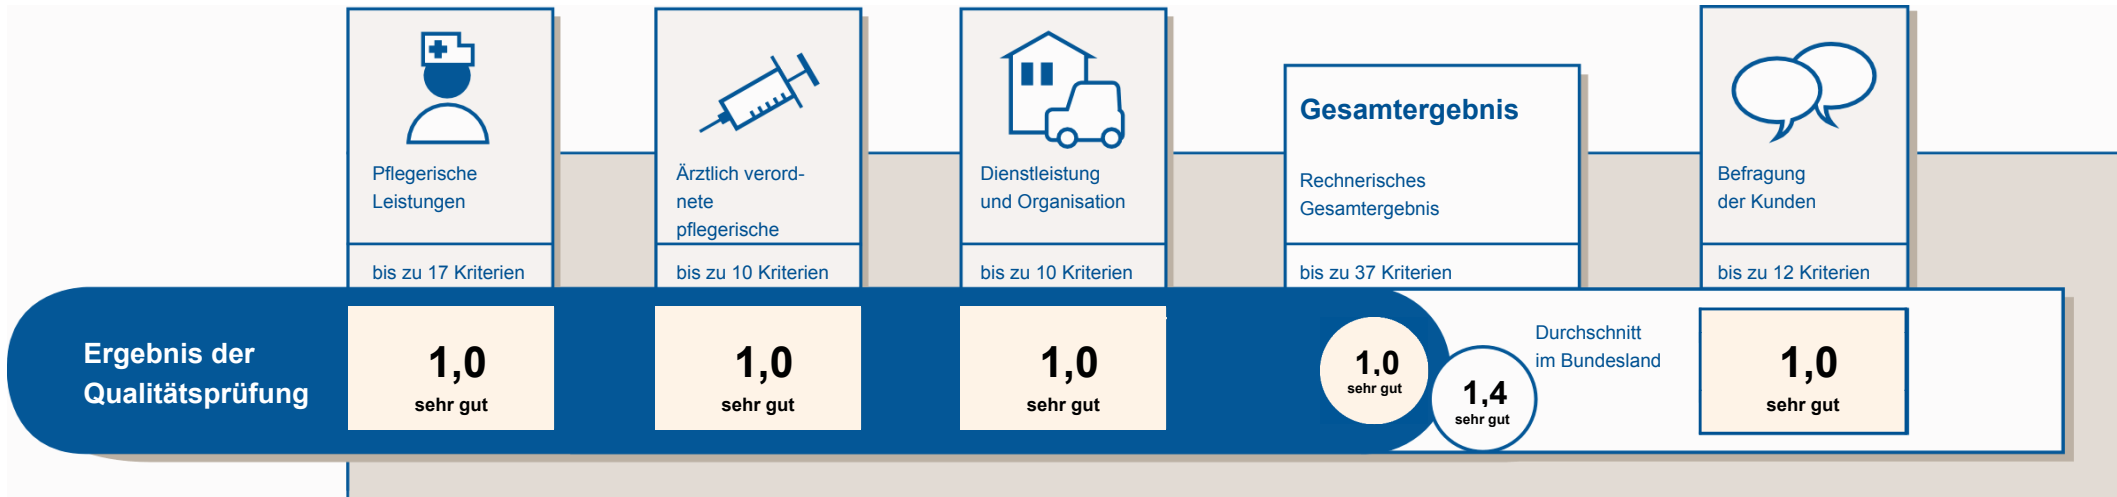 Pflegerische
Leistungen
bis zu 17 Kriterien
Ärztlich verord-
nete
pflegerische
bis zu 10 Kriterien
Dienstleistung
und Organisation
bis zu 10 Kriterien
Gesamtergebnis
Rechnerisches
Gesamtergebnis
bis zu 37 Kriterien
Befragung
der Kunden
bis zu 12 Kriterien
Ergebnis der
Qualitätsprüfung
1,0
sehr gut
1,0
sehr gut
1,0
sehr gut
1,0
sehr gut
1,4
sehr gut
Durchschnitt
im Bundesland
1,0
sehr gut